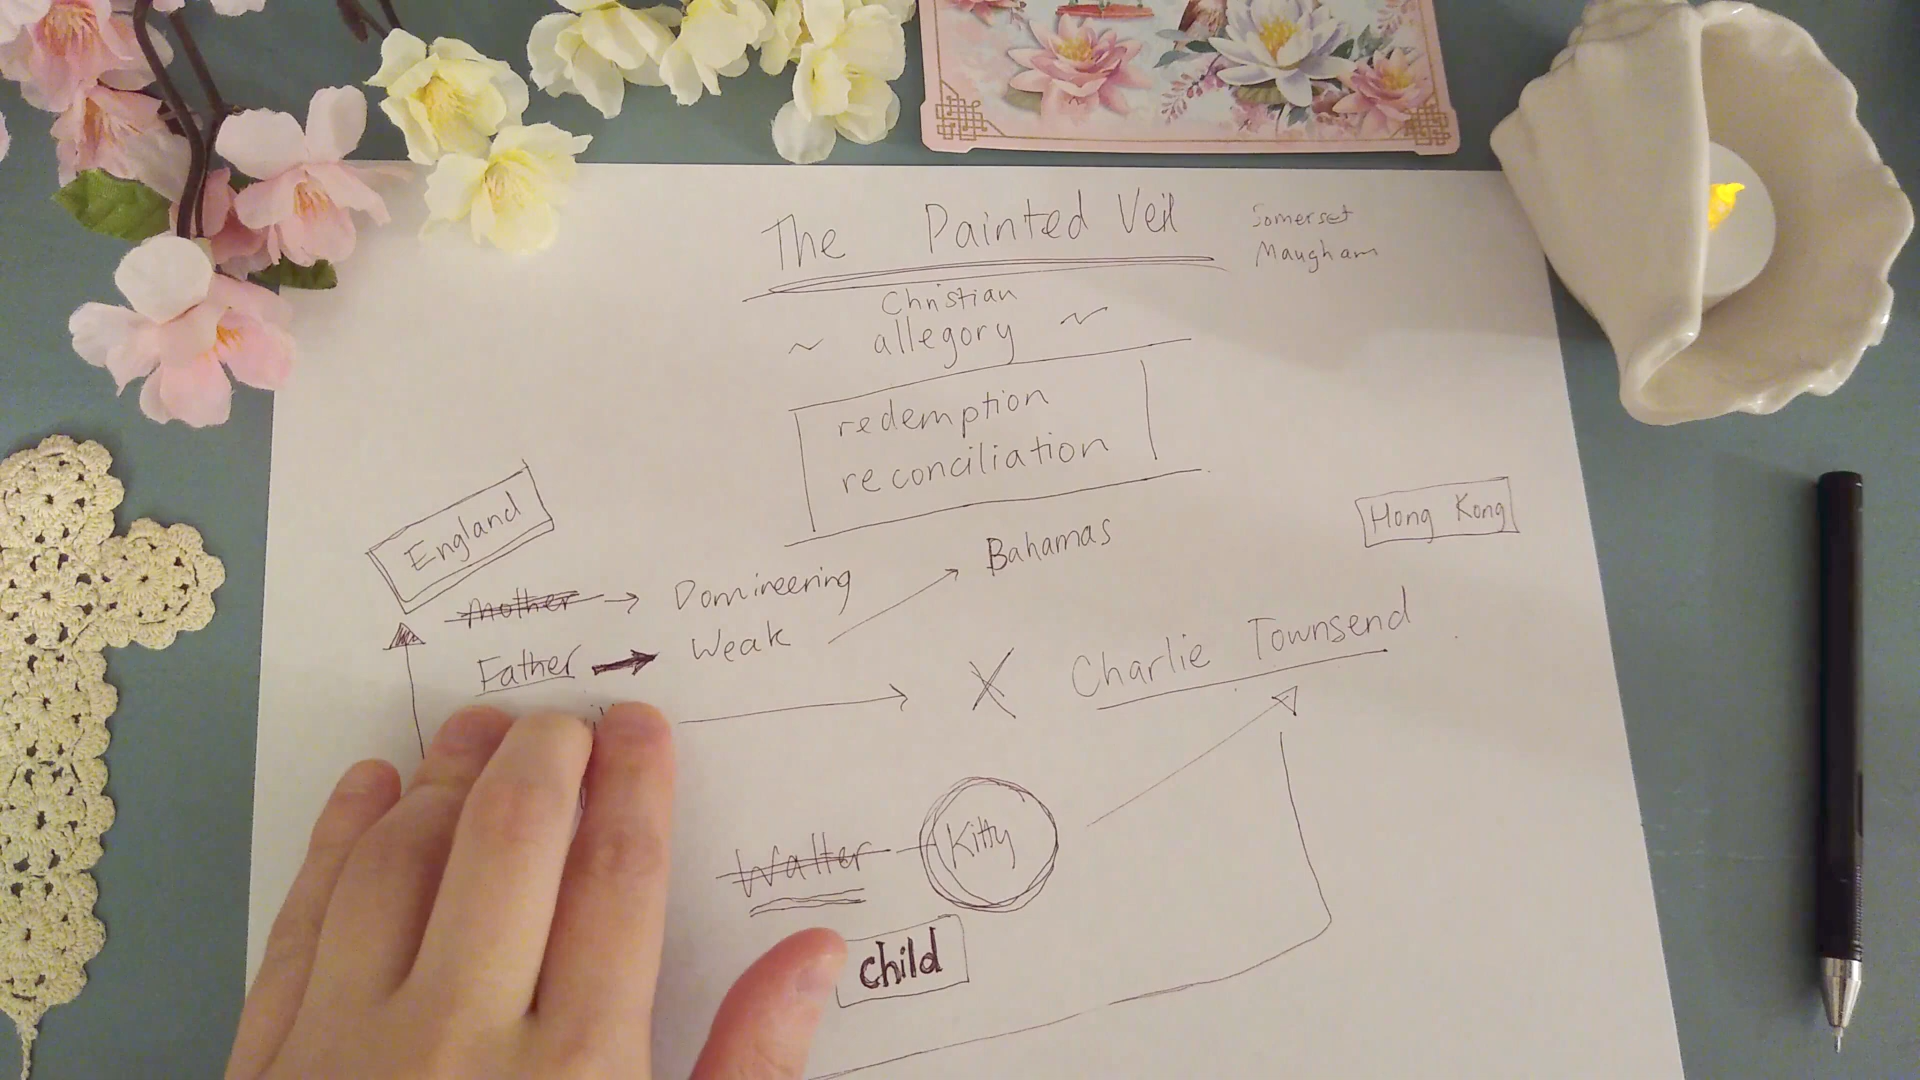 The Painted Veil
Somerset
Maugham
Christian
~ allegory ~
redemption
reconciliation
England
Hong Kong
Mother → Domineering
Bahamas
Father → Weak
X Charlie Townsend
Walter
Kitty
child